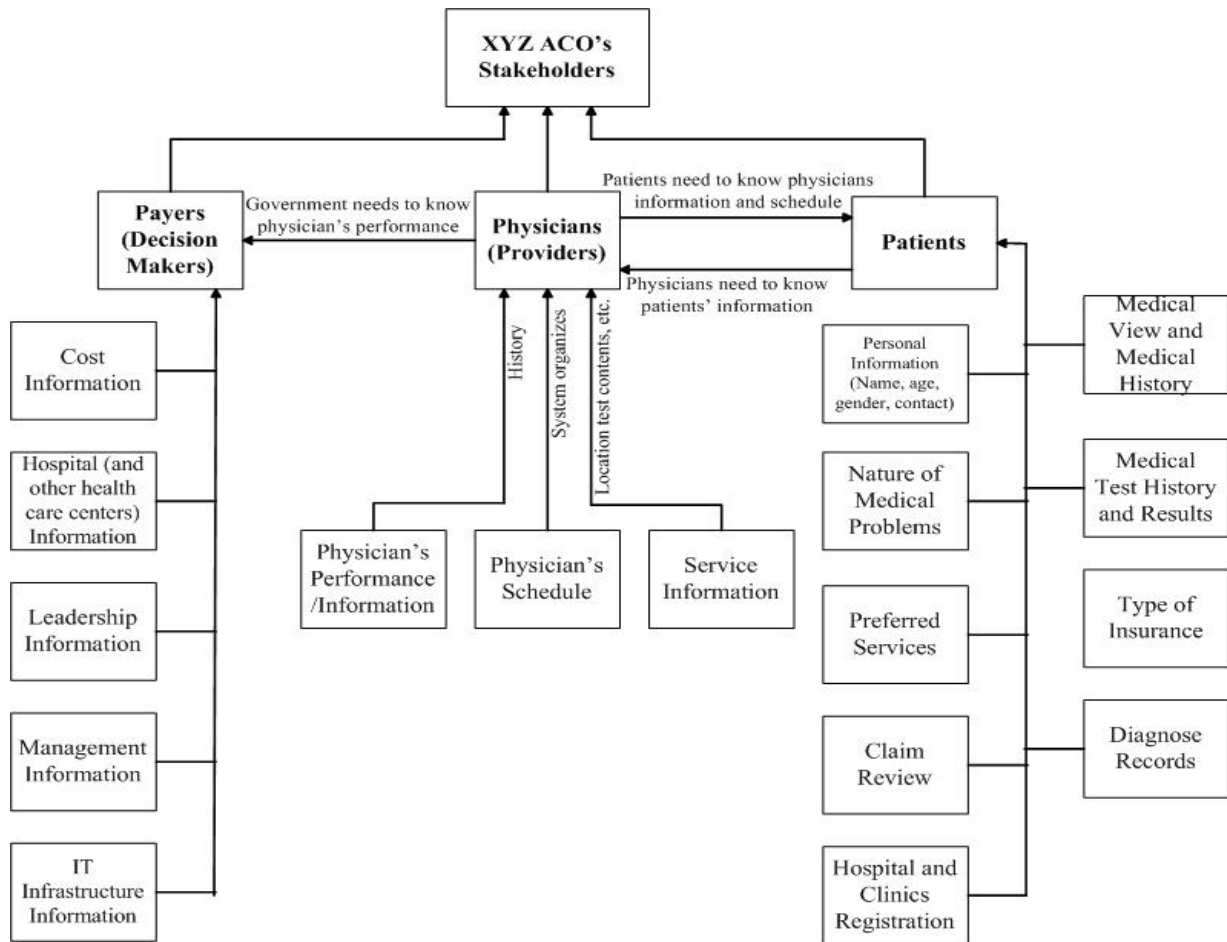 XYZ ACO's
Stakeholders
Payers
(Decision
Makers)
Government needs to know
physician's performance
Physicians
(Providers)
Patients need to know physicians
information and schedule
Physicians need to know
patients' information
Patients
Cost
Information
Hospital (and
other health
care centers)
Information
Leadership
Information
Management
Information
IT
Infrastructure
Information
History
System organizes
Location test contents, etc.
Physician's
Performance
/Information
Physician's
Schedule
Service
Information
Personal
Information
(Name, age,
gender, contact)
Nature of
Medical
Problems
Preferred
Services
Claim
Review
Hospital and
Clinics
Registration
Medical
View and
Medical
History
Medical
Test History
and Results
Type of
Insurance
Diagnose
Records